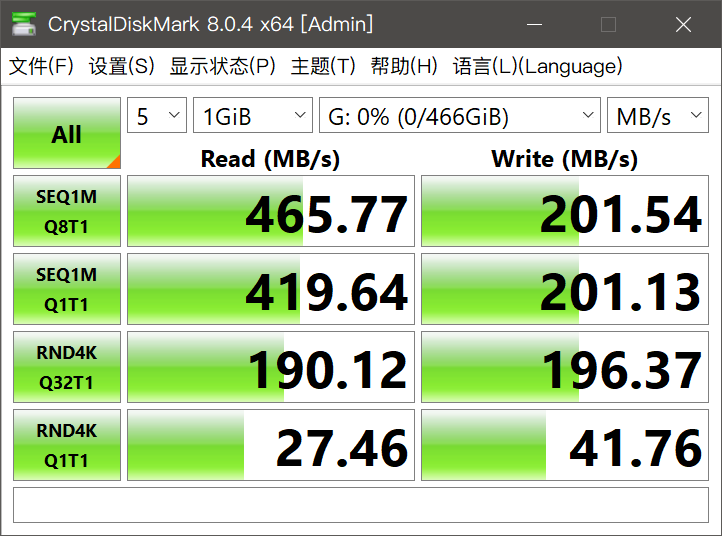 CrystalDiskMark 8.0.4 x64 [Admin]
文件(F) 设置(S) 显示状态(P) 主题(T) 帮助(H) 语言(L)(Language)
All 5 1GiB G: 0% (0/466GiB) MB/s
Read (MB/s) Write (MB/s)
SEQ1M
Q8T1 465.77 201.54
SEQ1M
Q1T1 419.64 201.13
RND4K
Q32T1 190.12 196.37
RND4K
Q1T1 27.46 41.76